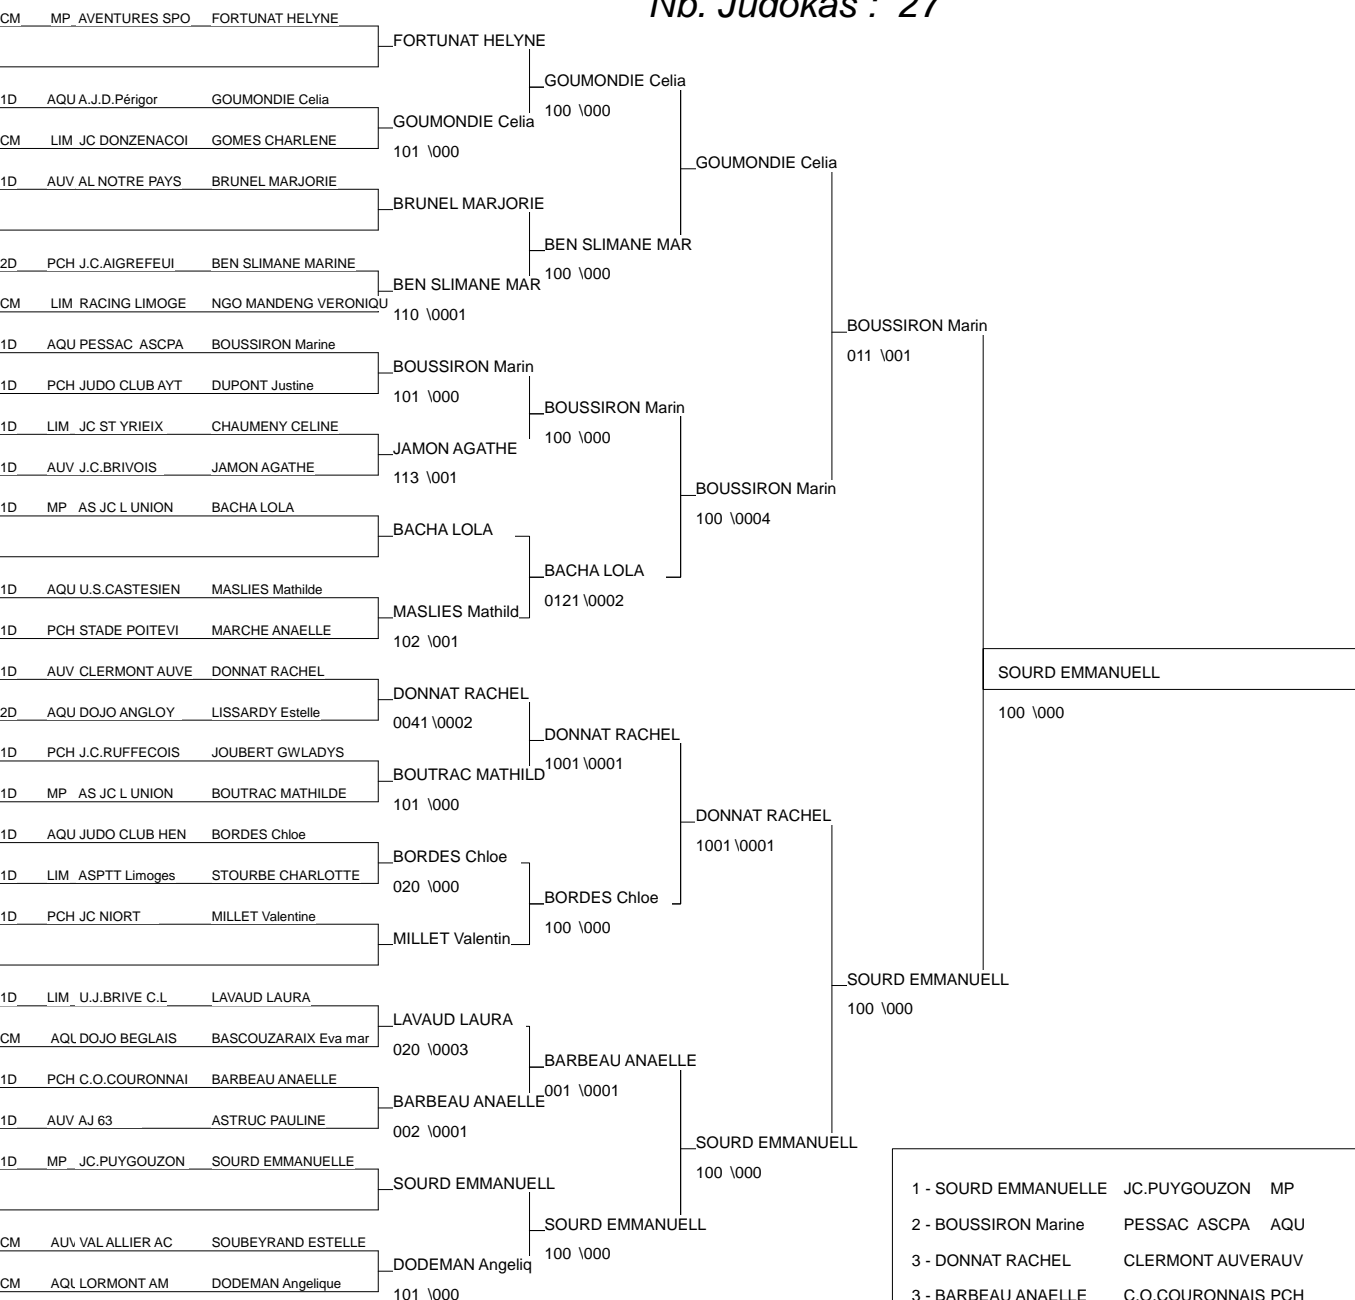 Nb. Judokas : 27
CM MP AVENTURES SPO FORTUNAT HELYNE
FORTUNAT HELYNE
GOUMONDIE Celia
100 \000
1D AQU A.J.D.Périgor GOUMONDIE Celia
GOUMONDIE Celia
101 \000
CM LIM JC DONZENACOI GOMES CHARLENE
GOUMONDIE Celia
1D AUV AL NOTRE PAYS BRUNEL MARJORIE
BRUNEL MARJORIE
BEN SLIMANE MAR
100 \000
2D PCH J.C.AIGREFEUI BEN SLIMANE MARINE
BEN SLIMANE MAR
110 \0001
CM LIM RACING LIMOGE NGO MANDENG VERONIQU
BOUSSIRON Marin
011 \001
1D AQU PESSAC ASCPA BOUSSIRON Marine
BOUSSIRON Marin
101 \000
1D PCH JUDO CLUB AYT DUPONT Justine
BOUSSIRON Marin
100 \000
1D LIM JC ST YRIEIX CHAUMENY CELINE
JAMON AGATHE
113 \001
1D AUV J.C.BRIVOIS JAMON AGATHE
BOUSSIRON Marin
100 \0004
1D MP AS JC L UNION BACHA LOLA
BACHA LOLA
BACHA LOLA
0121 \0002
1D AQU U.S.CASTESIEN MASLIES Mathilde
MASLIES Mathild
102 \001
1D PCH STADE POITEVI MARCHE ANAELLE
SOURD EMMANUELL
100 \000
1D AUV CLERMONT AUVE DONNAT RACHEL
DONNAT RACHEL
0041 \0002
2D AQU DOJO ANGLOY LISSARDY Estelle
DONNAT RACHEL
1001 \0001
1D PCH J.C.RUFFECOIS JOUBERT GWLADYS
BOUTRAC MATHILD
101 \000
1D MP AS JC L UNION BOUTRAC MATHILDE
DONNAT RACHEL
1001 \0001
1D AQU JUDO CLUB HEN BORDES Chloe
BORDES Chloe
020 \000
1D LIM ASPTT Limoges STOURBE CHARLOTTE
BORDES Chloe
100 \000
1D PCH JC NIORT MILLET Valentine
MILLET Valentin
SOURD EMMANUELL
100 \000
1D LIM U.J.BRIVE C.L LAVAUD LAURA
LAVAUD LAURA
020 \0003
CM AQU DOJO BEGLAIS BASCOUZARAIX Eva mar
BARBEAU ANAELLE
001 \0001
1D PCH C.O.COURONNAI BARBEAU ANAELLE
BARBEAU ANAELLE
002 \0001
1D AUV AJ 63 ASTRUC PAULINE
SOURD EMMANUELL
100 \000
1D MP JC.PUYGOUZON SOURD EMMANUELLE
SOURD EMMANUELL
SOURD EMMANUELL
100 \000
CM AUV VAL ALLIER AC SOUBEYRAND ESTELLE
DODEMAN Angeliq
101 \000
CM AQU LORMONT AM DODEMAN Angelique
1 - SOURD EMMANUELLE JC.PUYGOUZON MP
2 - BOUSSIRON Marine PESSAC ASCPA AQU
3 - DONNAT RACHEL CLERMONT AUVERAUV
3 - BARBEAU ANAELLE C.O.COURONNAIS PCH